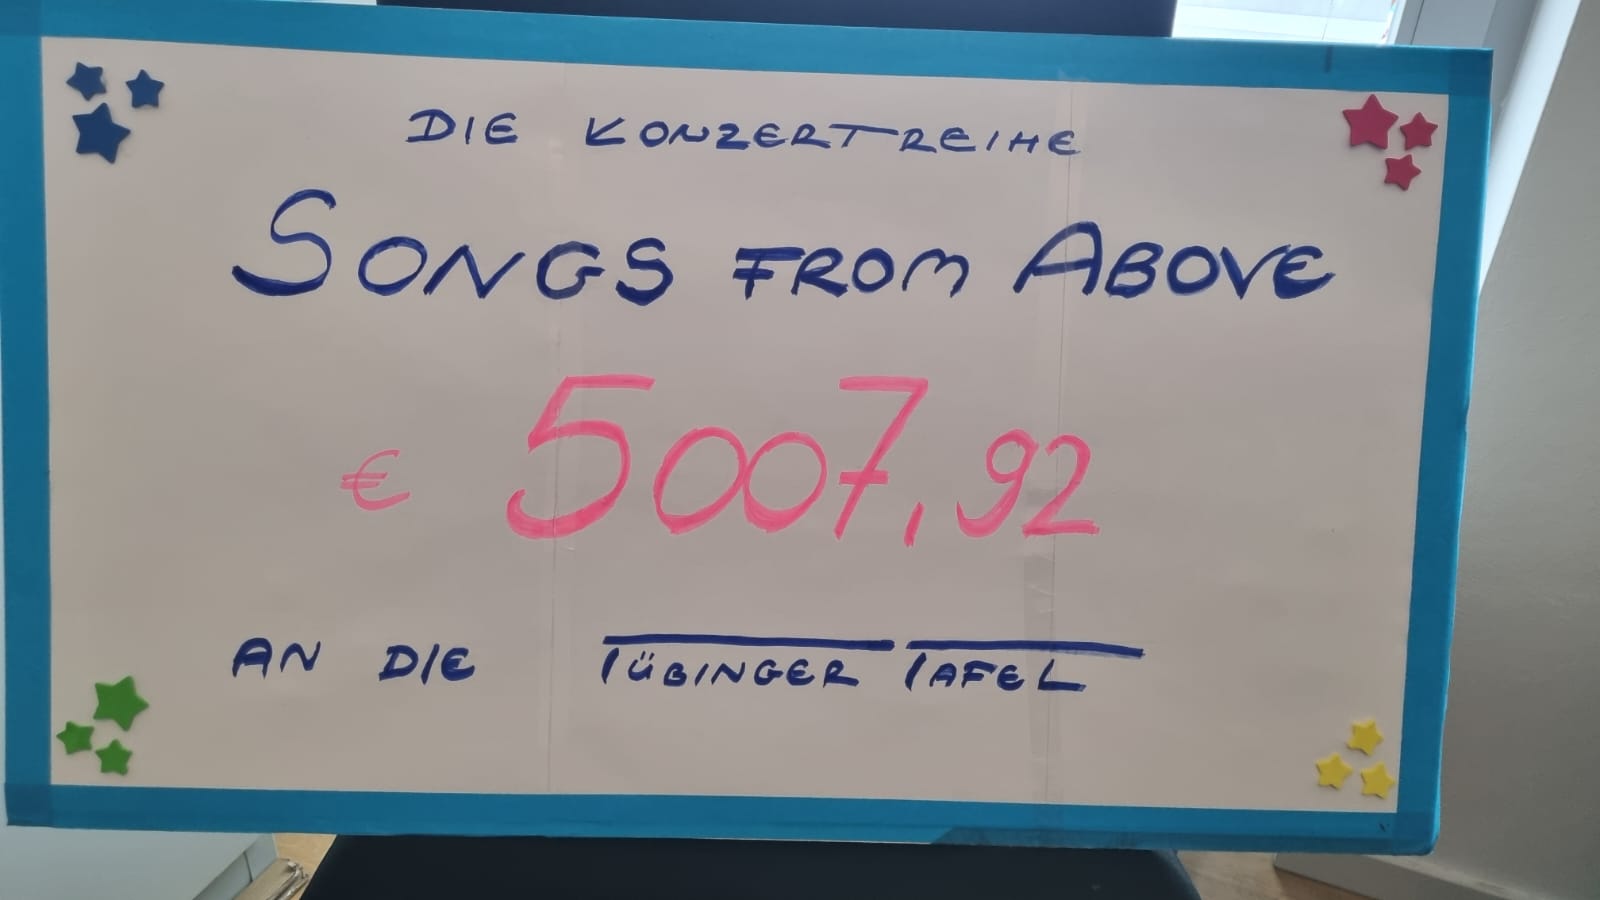 DIE KONZERTREIHE
SONGS FROM ABOVE
€ 5007,92
AN DIE TÜBINGER TAFEL